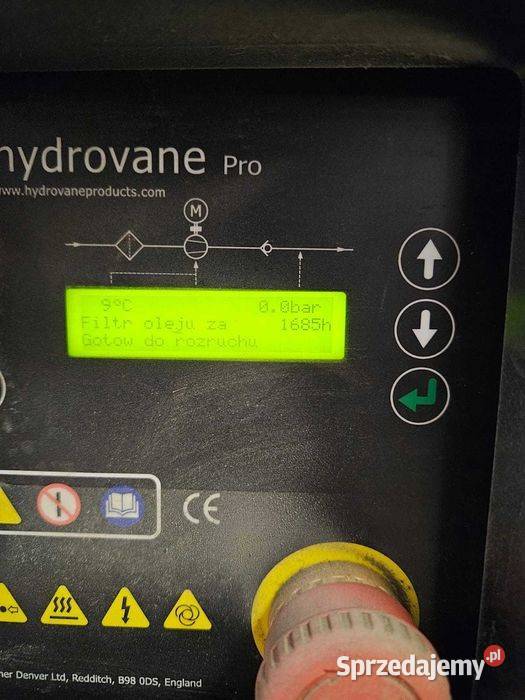 hydrovane Pro
www.hydrovaneproducts.com
M
9°C 0.0bar
Filtr oleju za 1685h
Gotow do rozruchu
CE
ner Denver Ltd, Redditch, B98 0DS, England
Sprzedajemy.pl